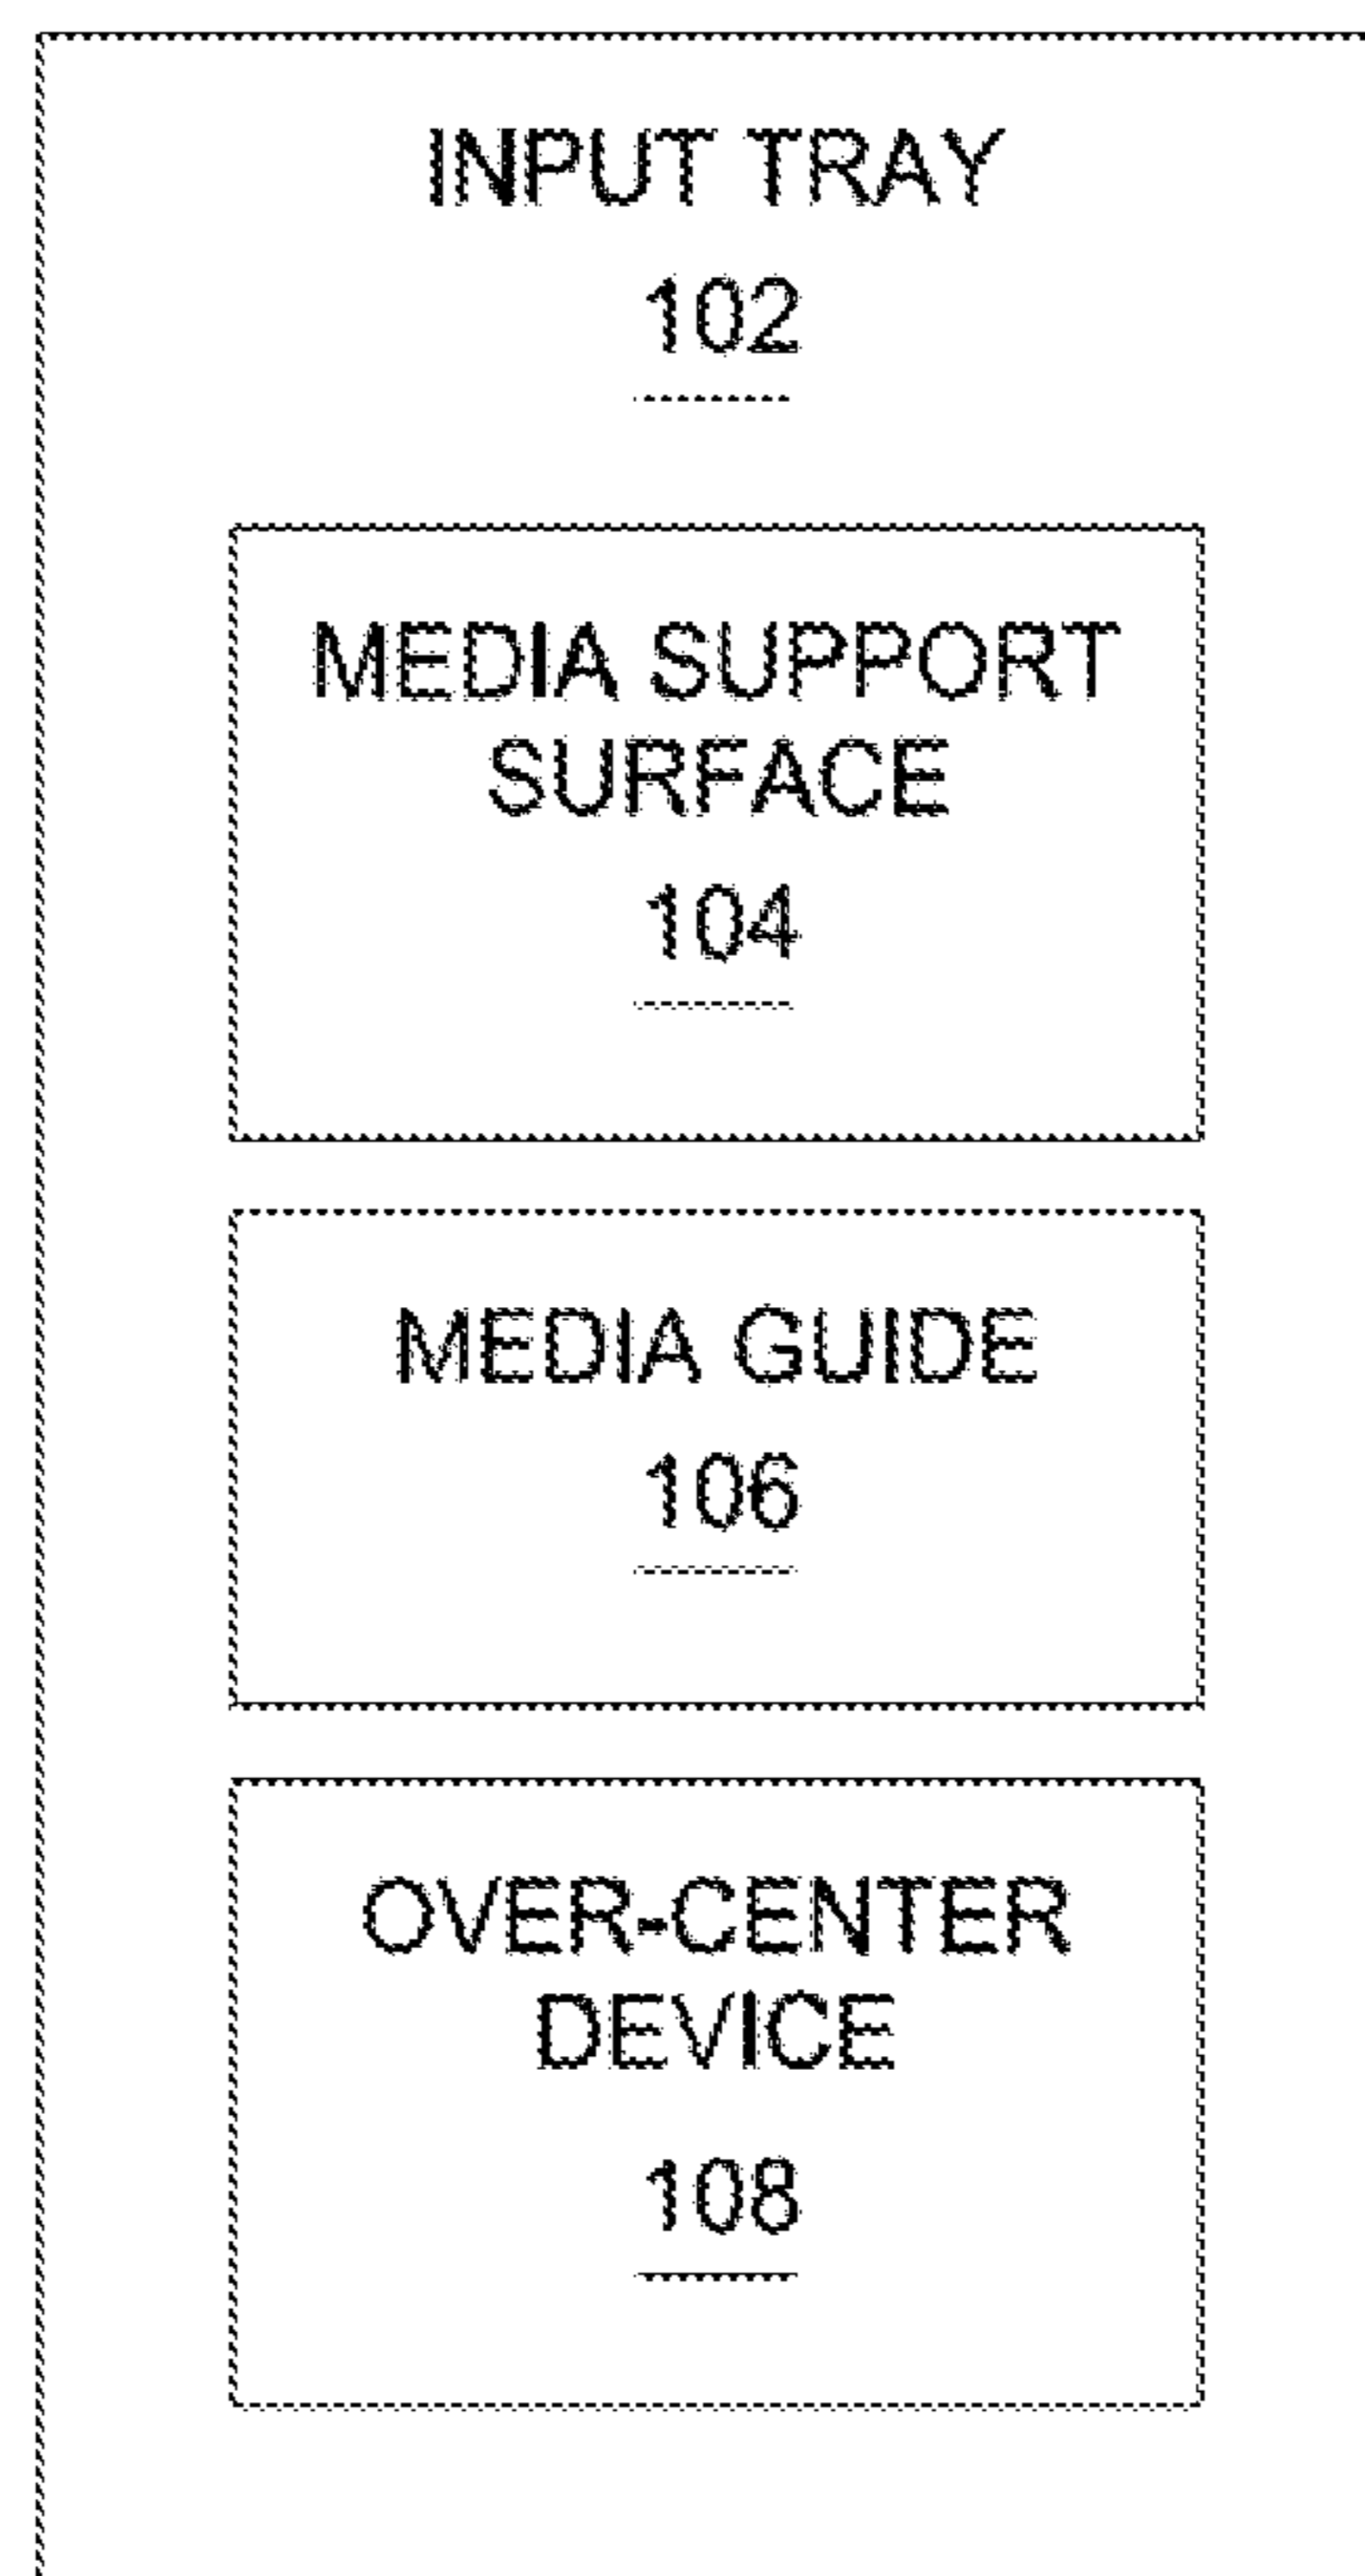 INPUT TRAY
102
MEDIA SUPPORT
SURFACE
104
MEDIA GUIDE
106
OVER-CENTER
DEVICE
108